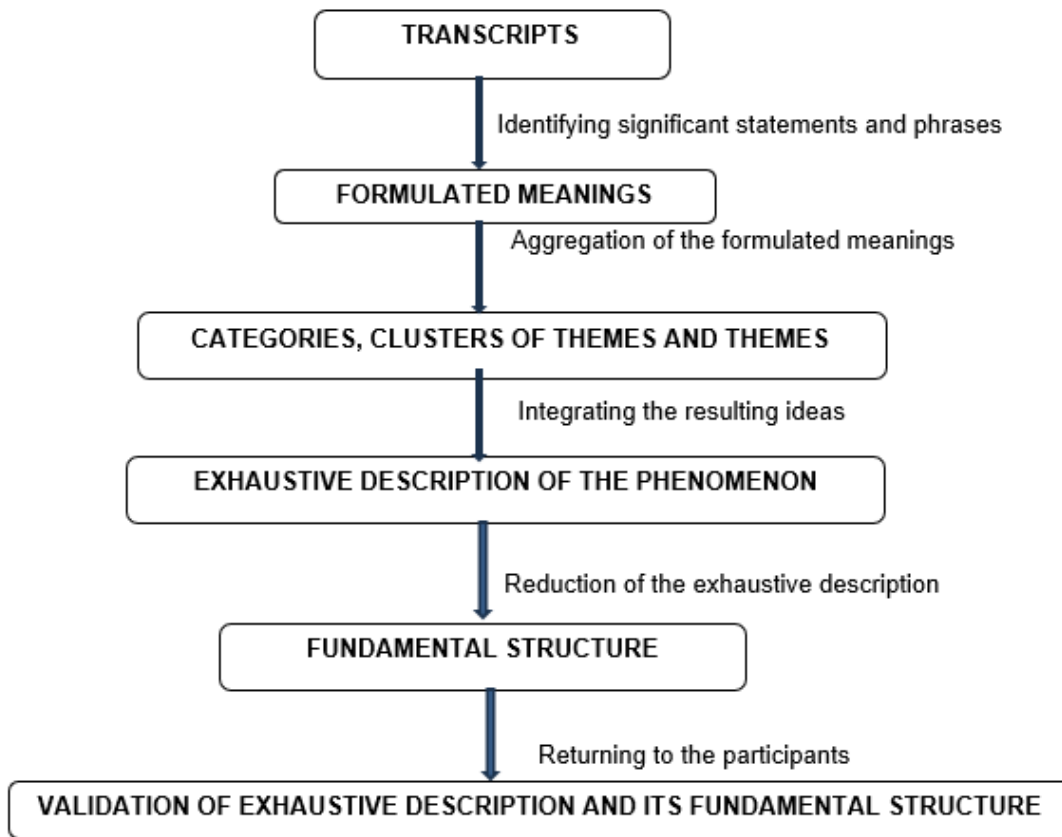 TRANSCRIPTS
Identifying significant statements and phrases
FORMULATED MEANINGS
Aggregation of the formulated meanings
CATEGORIES, CLUSTERS OF THEMES AND THEMES
Integrating the resulting ideas
EXHAUSTIVE DESCRIPTION OF THE PHENOMENON
Reduction of the exhaustive description
FUNDAMENTAL STRUCTURE
Returning to the participants
VALIDATION OF EXHAUSTIVE DESCRIPTION AND ITS FUNDAMENTAL STRUCTURE